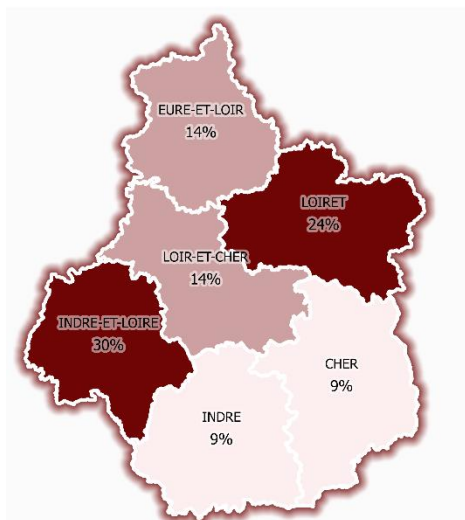 EURE-ET-LOIR
14%
LOIRET
24%
LOIR-ET-CHER
14%
INDRE-ET-LOIRE
30%
CHER
9%
INDRE
9%